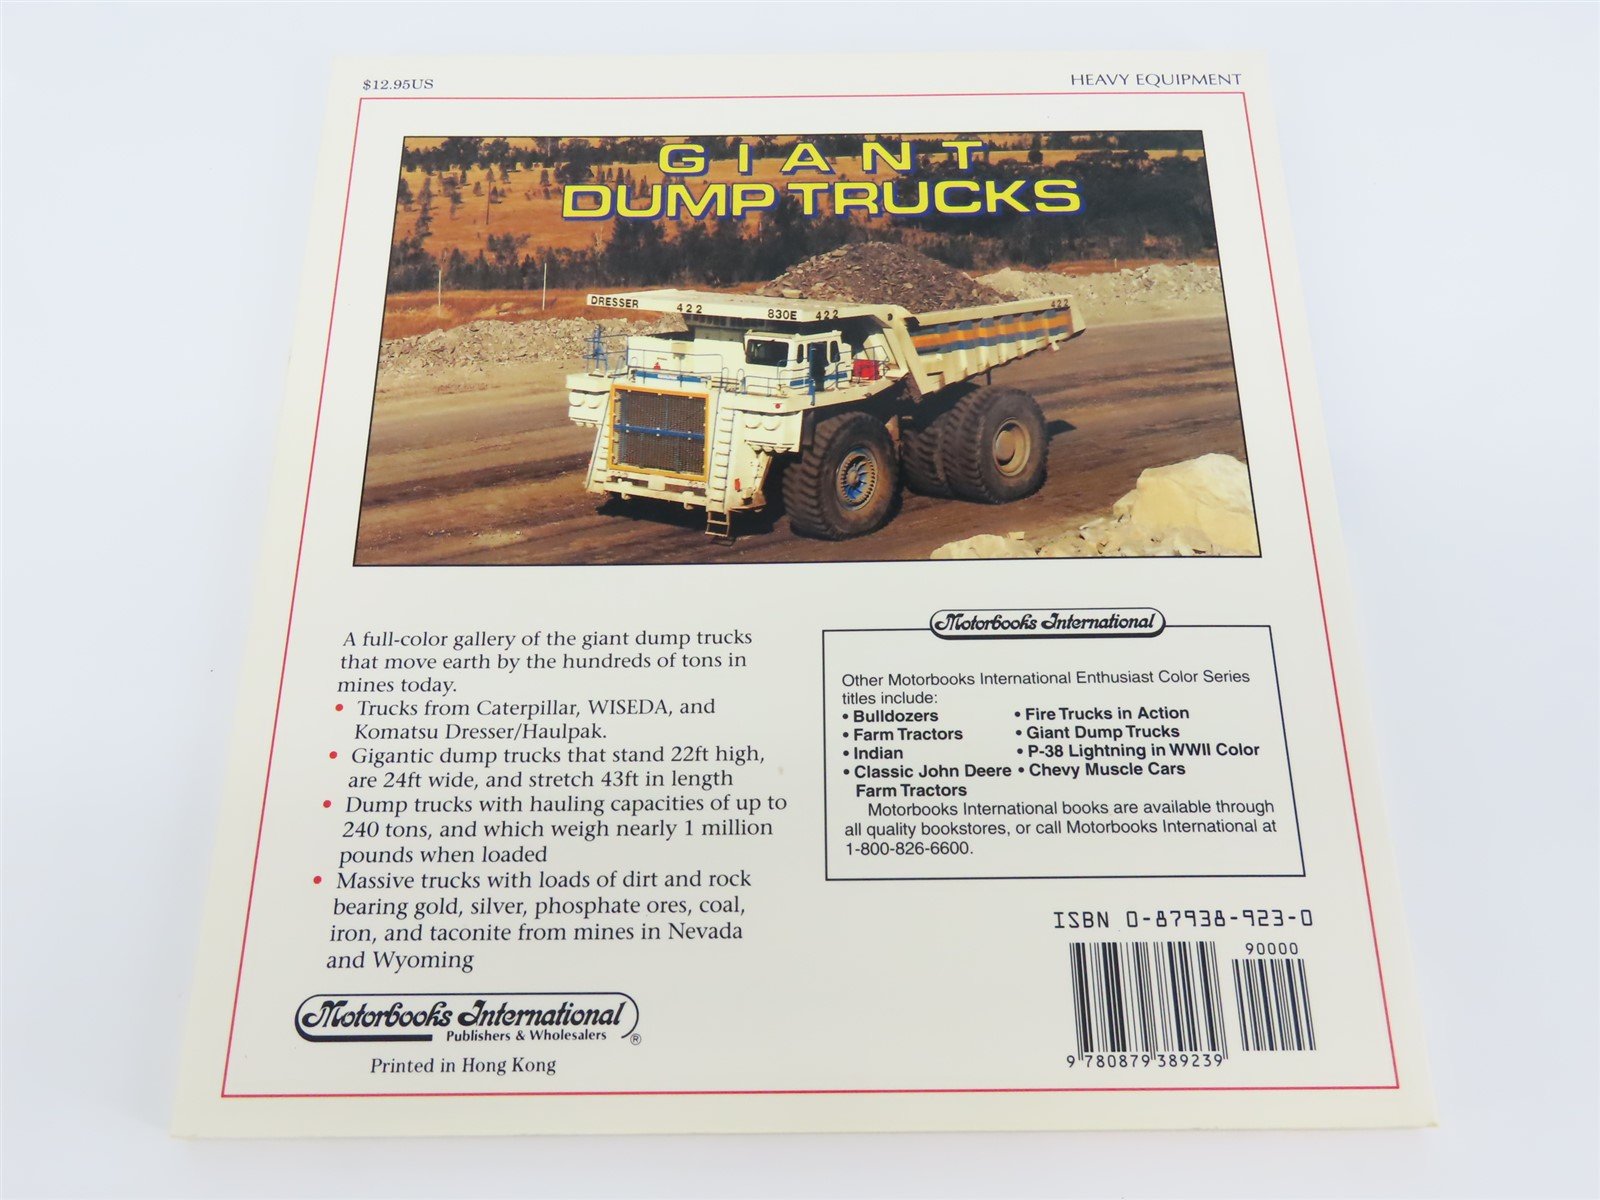 $12.95US
HEAVY EQUIPMENT
GIANT
DUMP TRUCKS
DRESSER
422
830E
422
422
A full-color gallery of the giant dump trucks
that move earth by the hundreds of tons in
mines today.
• Trucks from Caterpillar, WISEDA, and
Komatsu Dresser/Haulpak.
• Gigantic dump trucks that stand 22ft high,
are 24ft wide, and stretch 43ft in length
• Dump trucks with hauling capacities of up to
240 tons, and which weigh nearly 1 million
pounds when loaded
• Massive trucks with loads of dirt and rock
bearing gold, silver, phosphate ores, coal,
iron, and taconite from mines in Nevada
and Wyoming
Motorbooks International
Publishers & Wholesalers ®
Printed in Hong Kong
Motorbooks International
Other Motorbooks International Enthusiast Color Series
titles include:
• Bulldozers
• Farm Tractors
• Indian
• Classic John Deere
Farm Tractors
• Fire Trucks in Action
• Giant Dump Trucks
• P-38 Lightning in WWII Color
• Chevy Muscle Cars
Motorbooks International books are available through
all quality bookstores, or call Motorbooks International at
1-800-826-6600.
ISBN 0-87938-923-0
90000
9 780879 389239